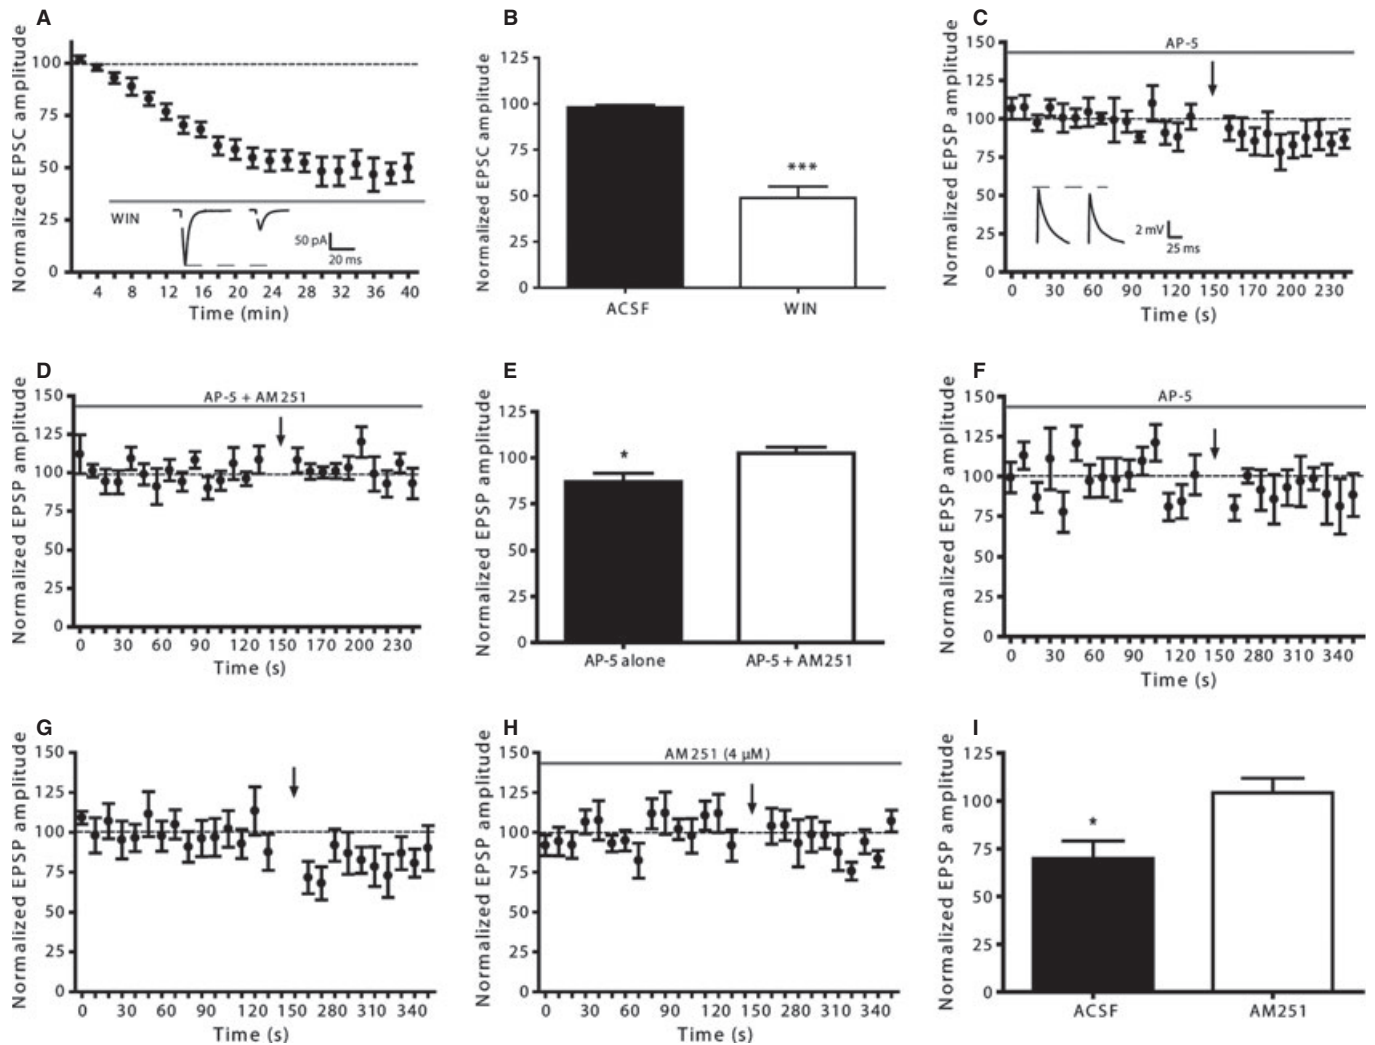 A
Normalized EPSC amplitude
100
75
50
25
0
WIN
50 pA
20 ms
4 8 12 16 20 24 28 32 36 40
Time (min)
B
Normalized EPSC amplitude
125
100
75
50
25
0
***
ACSF WIN
C
Normalized EPSP amplitude
150
125
100
75
50
25
0
AP-5
2 mV
25 ms
0 30 60 90 120 150 170 200 230
Time (s)
D
Normalized EPSP amplitude
150
125
100
75
50
25
0
AP-5 + AM251
0 30 60 90 120 150 170 200 230
Time (s)
E
Normalized EPSP amplitude
125
100
75
50
25
0
*
AP-5 alone AP-5 + AM251
F
Normalized EPSP amplitude
150
125
100
75
50
25
0
AP-5
0 30 60 90 120 150 280 310 340
Time (s)
G
Normalized EPSP amplitude
150
125
100
75
50
25
0
0 30 60 90 120 150 280 310 340
Time (s)
H
Normalized EPSP amplitude
150
125
100
75
50
25
0
AM251 (4 µM)
0 30 60 90 120 150 280 310 340
Time (s)
I
Normalized EPSP amplitude
125
100
75
50
25
0
*
ACSF AM251